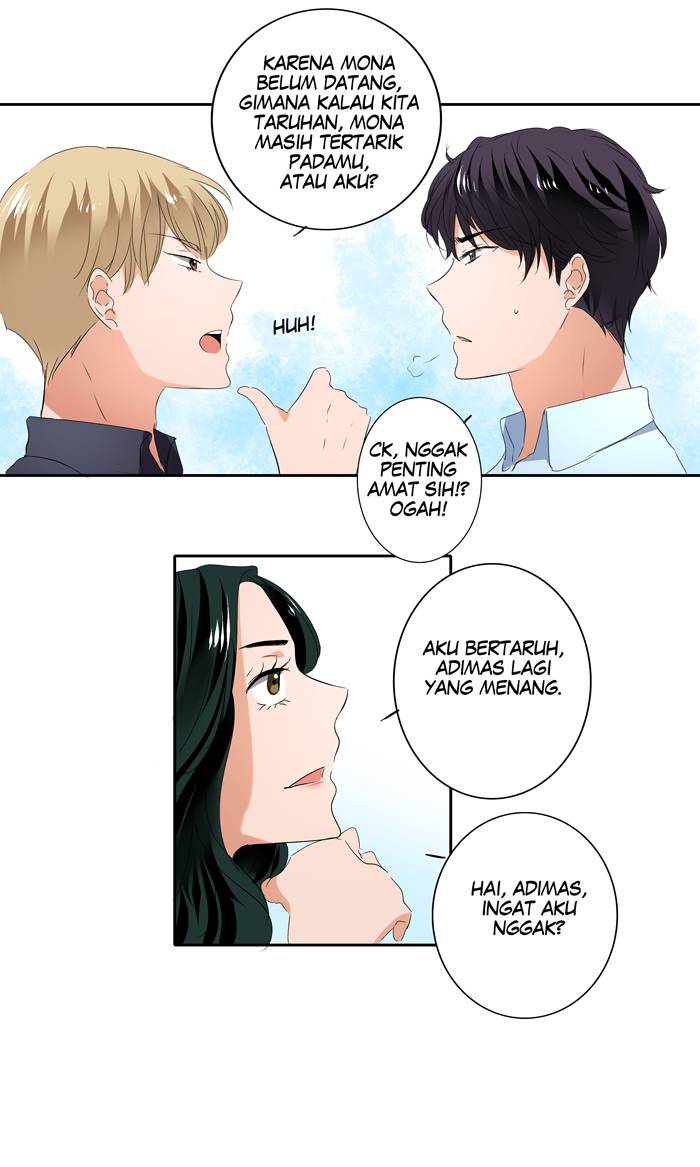 KARENA MONA
BELUM DATANG,
GIMANA KALAU KITA
TARUHAN, MONA
MASIH TERTARIK
PADAMU,
ATAU AKU?
HUH!
CK, NGGAK
PENTING
AMAT SIH!?
OGAH!
AKU BERTARUH,
ADIMAS LAGI
YANG MENANG.
HAI, ADIMAS,
INGAT AKU
NGGAK?